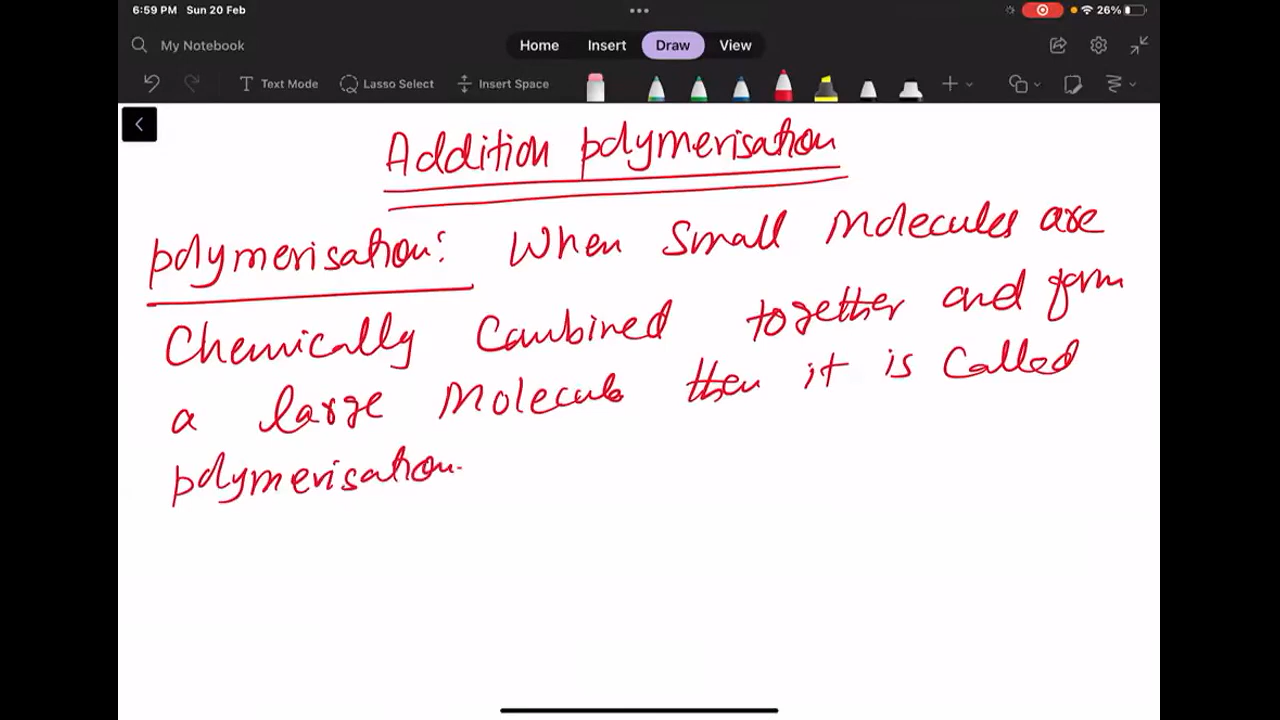 6:59 PM Sun 20 Feb
26%
My Notebook
Home Insert Draw View
Text Mode Lasso Select Insert Space
Addition polymerisation
polymerisation: When small molecules are
Chemically Combined together and form
a large molecule then it is called
polymerisation.